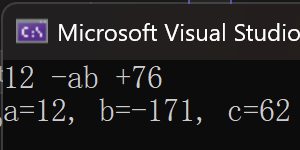 Microsoft Visual Studio
12 -ab +76
a=12, b=-171, c=62